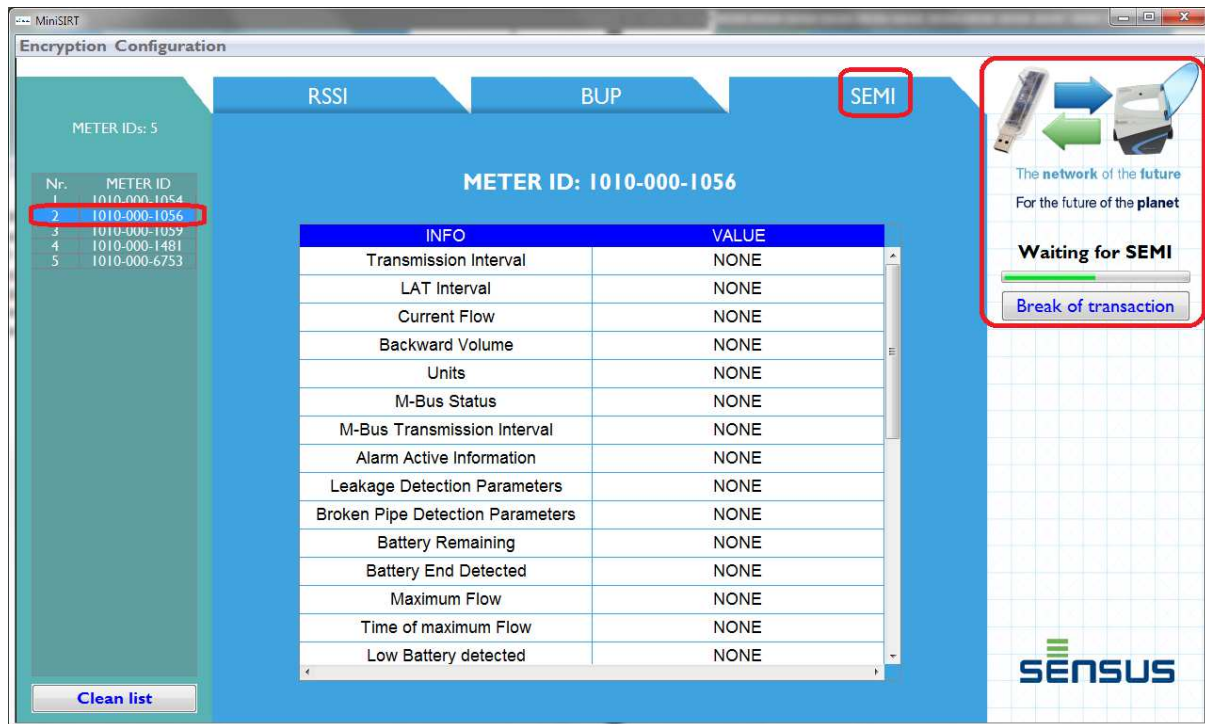 MiniSIRT
Encryption Configuration
RSSI
BUP
SEMI
METER IDs: 5
Nr. METER ID
1 1010-000-1054
2 1010-000-1056
3 1010-000-1059
4 1010-000-1481
5 1010-000-6753
Clean list
METER ID: 1010-000-1056
INFO VALUE
Transmission Interval NONE
LAT Interval NONE
Current Flow NONE
Backward Volume NONE
Units NONE
M-Bus Status NONE
M-Bus Transmission Interval NONE
Alarm Active Information NONE
Leakage Detection Parameters NONE
Broken Pipe Detection Parameters NONE
Battery Remaining NONE
Battery End Detected NONE
Maximum Flow NONE
Time of maximum Flow NONE
Low Battery detected NONE
The network of the future
For the future of the planet
Waiting for SEMI
Break of transaction
sensus